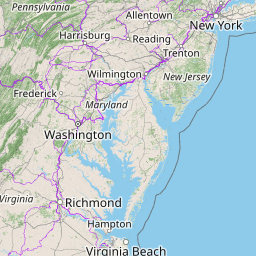 Pennsylvania
Allentown
New York
Harrisburg
Reading
Trenton
Wilmington
New Jersey
Frederick
Maryland
Washington
Virginia
Richmond
Hampton
Virginia Beach